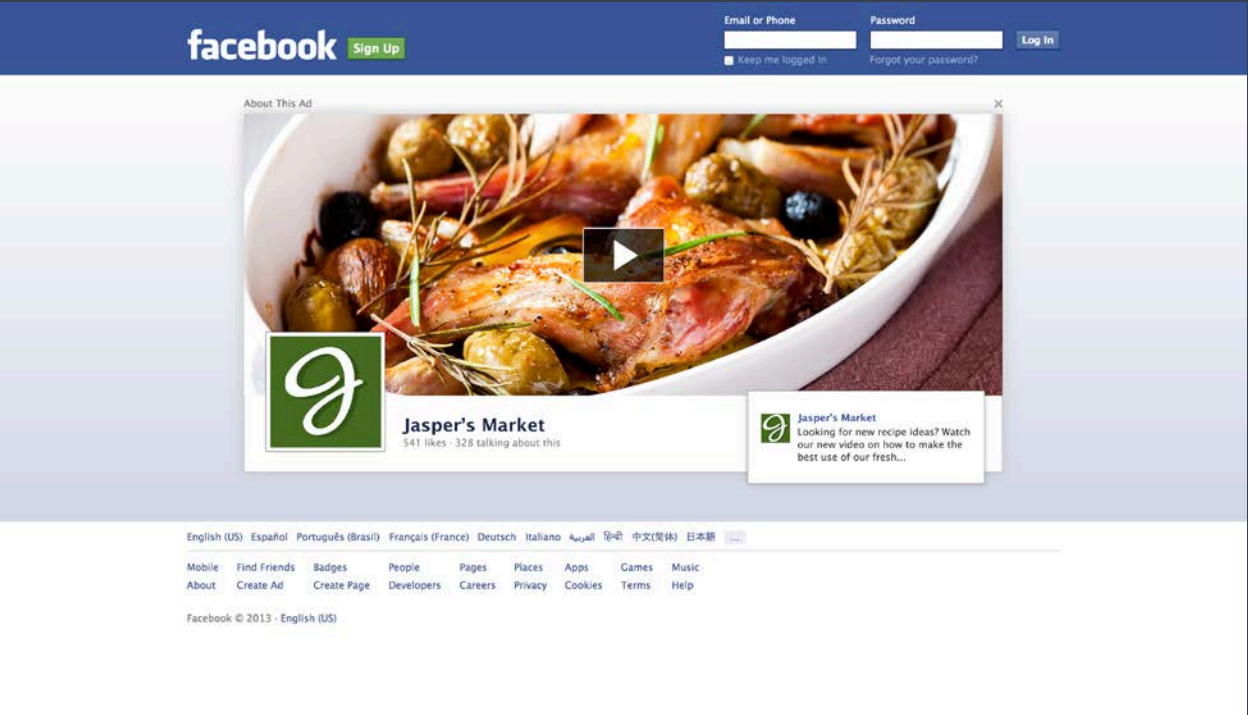 facebook Sign Up
Email or Phone
Password
Log In
Keep me logged in
Forgot your password?
About This Ad
Jasper's Market
541 likes · 328 talking about this
Jasper's Market
Looking for new recipe ideas? Watch
our new video on how to make the
best use of our fresh...
English (US) Español Português (Brasil) Français (France) Deutsch Italiano العربية हिन्दी 中文(简体) 日本語 ...
Mobile Find Friends Badges People Pages Places Apps Games Music
About Create Ad Create Page Developers Careers Privacy Cookies Terms Help
Facebook © 2013 · English (US)